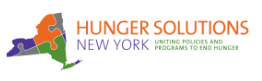 HUNGER SOLUTIONS
NEW YORK UNITING POLICIES AND
PROGRAMS TO END HUNGER